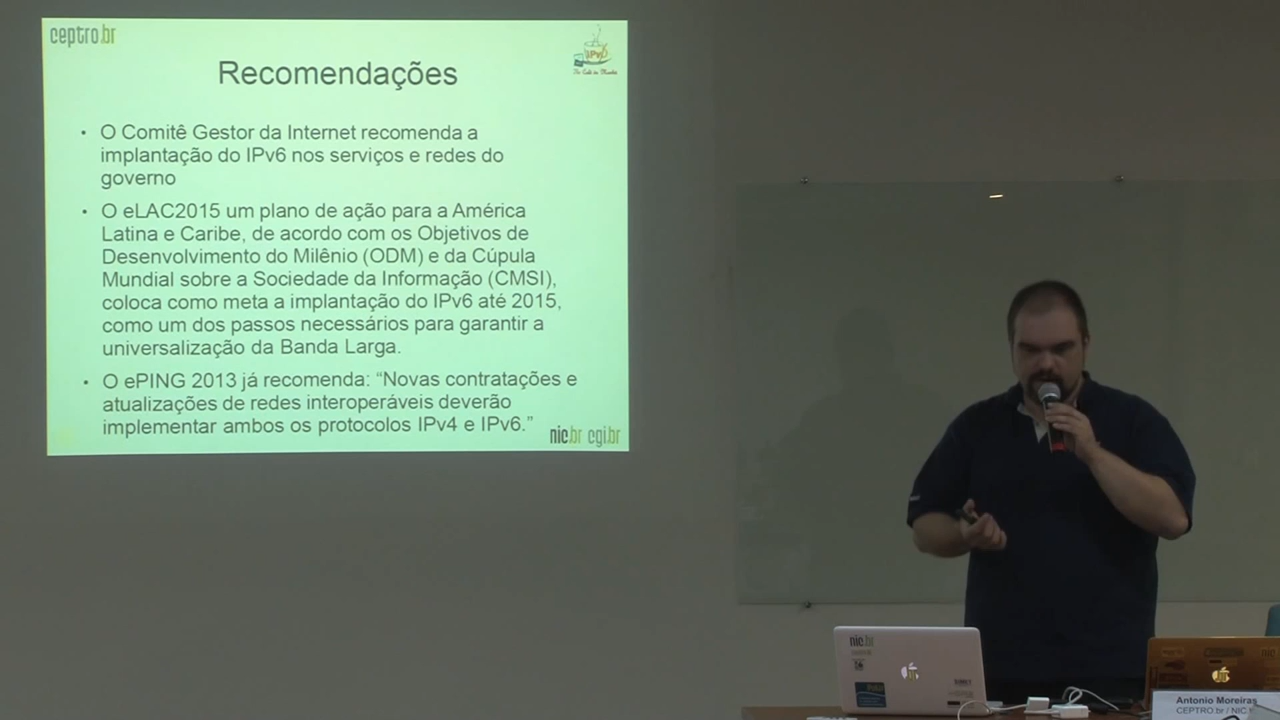 ceptro.br
IPv6
Recomendações
• O Comitê Gestor da Internet recomenda a
implantação do IPv6 nos serviços e redes do
governo
• O eLAC2015 um plano de ação para a América
Latina e Caribe, de acordo com os Objetivos de
Desenvolvimento do Milênio (ODM) e da Cúpula
Mundial sobre a Sociedade da Informação (CMSI),
coloca como meta a implantação do IPv6 até 2015,
como um dos passos necessários para garantir a
universalização da Banda Larga.
• O ePING 2013 já recomenda: “Novas contratações e
atualizações de redes interoperáveis deverão
implementar ambos os protocolos IPv4 e IPv6.”
nic.br cgi.br
nic.br
Antonio Moreiras
CEPTRO.br / NIC.